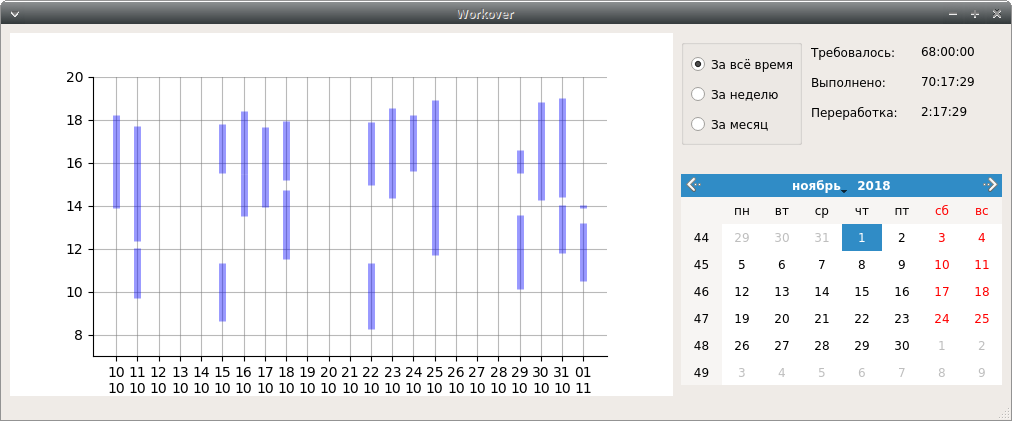 Workover
20
18
16
14
12
10
8
10 11 12 13 14 15 16 17 18 19 20 21 22 23 24 25 26 27 28 29 30 31 01
10 10 10 10 10 10 10 10 10 10 10 10 10 10 10 10 10 10 10 10 10 10 11
За всё время
За неделю
За месяц
Требовалось: 68:00:00
Выполнено: 70:17:29
Переработка: 2:17:29
ноябрь 2018
пн вт ср чт пт сб вс
44 29 30 31 1 2 3 4
45 5 6 7 8 9 10 11
46 12 13 14 15 16 17 18
47 19 20 21 22 23 24 25
48 26 27 28 29 30 1 2
49 3 4 5 6 7 8 9